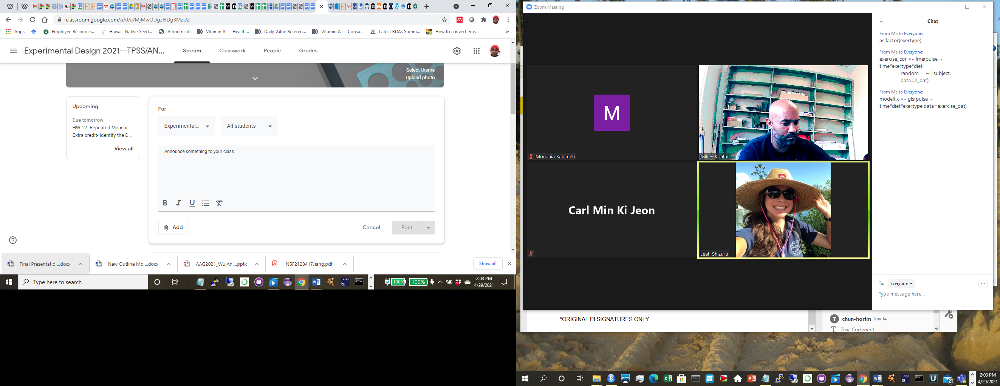 classroom.google.com/u/0/c/MjMwODgzNDg3MzU2
Apps
Employee Resource...
Hawai'i Native Seed...
Altmetric it!
Vitamin A — Health...
Daily Value Referen...
Vitamin A — Consu...
Latest RDAs Summ...
How to convert Inte...
»
Experimental Design 2021--TPSS/AN...
Stream
Classwork
People
Grades
Select theme
Upload photo
Upcoming
Due tomorrow
HW 12- Repeated Measur...
Extra credit- Identify the D...
View all
For
Experimental...
All students
Announce something to your class
B I U
Add
Cancel
Post
Final Presentatio....docx
New Outline Mo....docx
AAG2021_Wu,An....pptx
NSF2128417Jiang.pdf
Show all
Type here to search
100%
100%
2:03 PM
4/29/2021
Zoom Meeting
M
Mouauia Salameh
Mikey Kantar
Carl Min Ki Jeon
Leah Shizuru
Chat
From Me to Everyone:
as.factor(exertype)
From Me to Everyone:
exercise_cor <- lme(pulse ~
time*exertype*diet,
random = ~1|subject,
data=e_dat)
From Me to Everyone:
modelfix <- gls(pulse ~
time*diet*exertype,data=exercise_dat)
To: Everyone
Type message here...
*ORIGINAL PI SIGNATURES ONLY
T chun-horim Nov 14
Text Comment
21
2:03 PM
4/29/2021